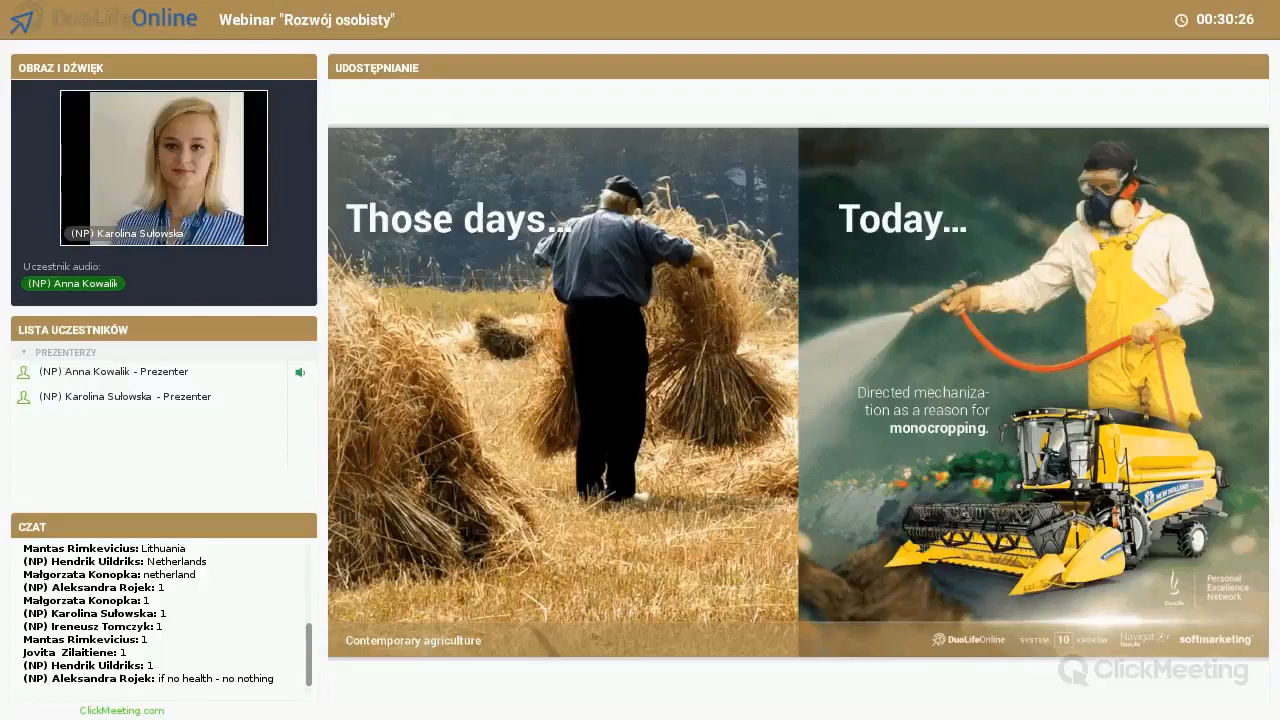 DuoLifeOnline
Webinar "Rozwój osobisty"
00:30:26
OBRAZ I DŹWIĘK
(NP) Karolina Sułowska
Uczestnik audio:
(NP) Anna Kowalik
LISTA UCZESTNIKÓW
PREZENTERZY
(NP) Anna Kowalik - Prezenter
(NP) Karolina Sułowska - Prezenter
CZAT
Mantas Rimkevicius: Lithuania
(NP) Hendrik Uildriks: Netherlands
Małgorzata Konopka: netherland
(NP) Aleksandra Rojek: 1
Małgorzata Konopka: 1
(NP) Karolina Sułowska: 1
(NP) Ireneusz Tomczyk: 1
Mantas Rimkevicius: 1
Jovita Zilaitiene: 1
(NP) Hendrik Uildriks: 1
(NP) Aleksandra Rojek: if no health - no nothing
ClickMeeting.com
UDOSTĘPNIANIE
Those days...
Today...
Directed mechaniza-
tion as a reason for
monocropping.
NEW HOLLAND
DuoLife
Personal
Excellence
Network
Contemporary agriculture
DuoLifeOnline
SYSTEM 10 KROKÓW
Navigator
DuoLife
softmarketing
ClickMeeting